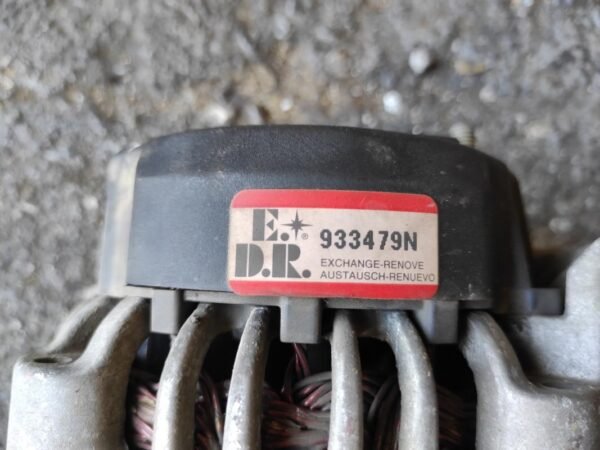 E.® 933479N
D.R. EXCHANGE-RENOVE
AUSTAUSCH-RENUEVO